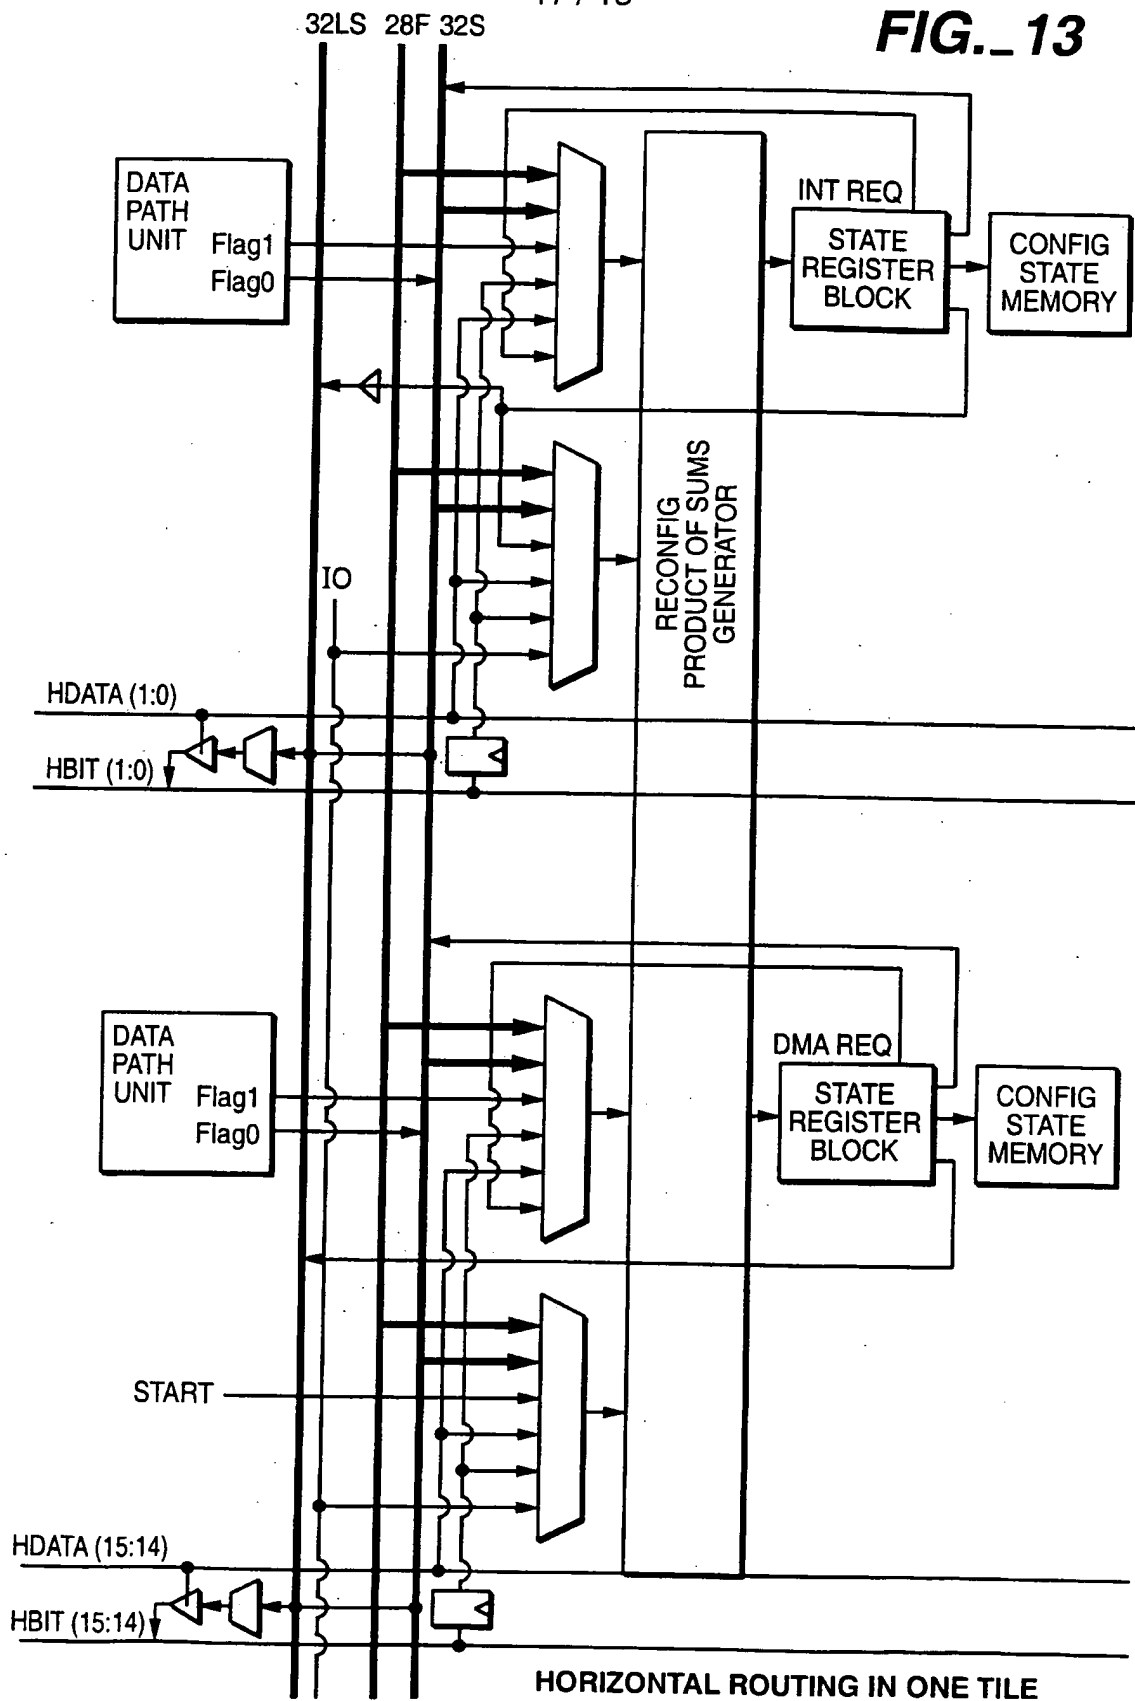 32LS 28F 32S
FIG._13
DATA
PATH
UNIT
Flag1
Flag0
INT REQ
STATE
REGISTER
BLOCK
CONFIG
STATE
MEMORY
RECONFIG
PRODUCT OF SUMS
GENERATOR
IO
HDATA (1:0)
HBIT (1:0)
DATA
PATH
UNIT
Flag1
Flag0
DMA REQ
STATE
REGISTER
BLOCK
CONFIG
STATE
MEMORY
START
HDATA (15:14)
HBIT (15:14)
HORIZONTAL ROUTING IN ONE TILE